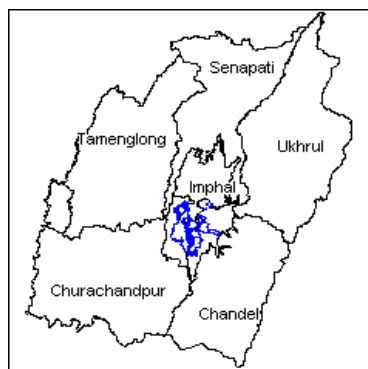 Senapati
Tamenglong
Ukhrul
Imphal
Churachandpur
Chandel